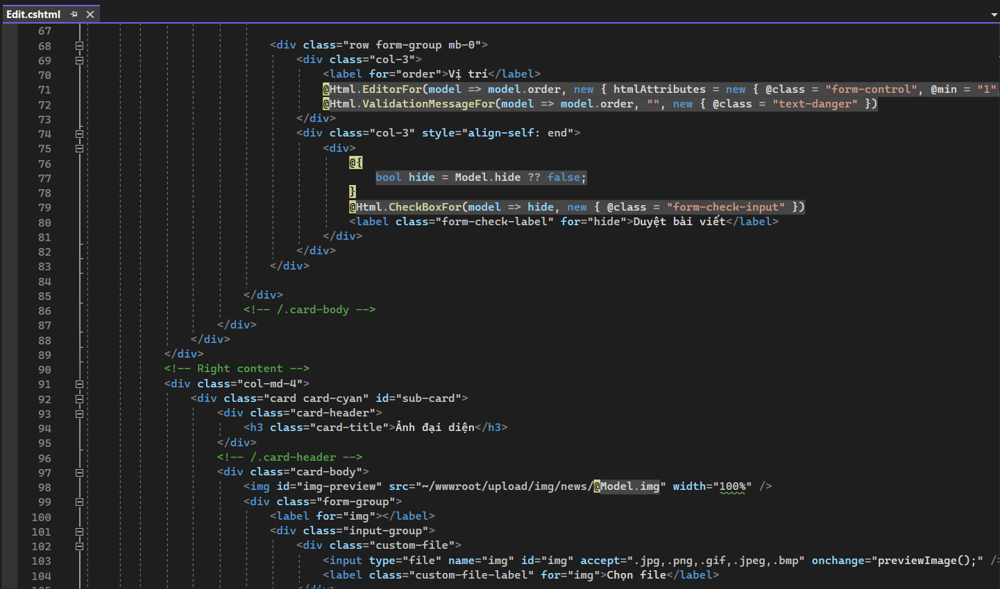 Edit.cshtml
67
68 <div class="row form-group mb-0">
69 <div class="col-3">
70 <label for="order">Vị trí</label>
71 @Html.EditorFor(model => model.order, new { htmlAttributes = new { @class = "form-control", @min = "1"
72 @Html.ValidationMessageFor(model => model.order, "", new { @class = "text-danger" })
73 </div>
74 <div class="col-3" style="align-self: end">
75 <div>
76 @{
77 bool hide = Model.hide ?? false;
78 }
79 @Html.CheckBoxFor(model => hide, new { @class = "form-check-input" })
80 <label class="form-check-label" for="hide">Duyệt bài viết</label>
81 </div>
82 </div>
83 </div>
84
85 </div>
86 <!-- /.card-body -->
87 </div>
88 </div>
89 </div>
90 <!-- Right content -->
91 <div class="col-md-4">
92 <div class="card card-cyan" id="sub-card">
93 <div class="card-header">
94 <h3 class="card-title">Ảnh đại diện</h3>
95 </div>
96 <!-- /.card-header -->
97 <div class="card-body">
98 <img id="img-preview" src="~/wwwroot/upload/img/news/@Model.img" width="100%" />
99 <div class="form-group">
100 <label for="img"></label>
101 <div class="input-group">
102 <div class="custom-file">
103 <input type="file" name="img" id="img" accept=".jpg,.png,.gif,.jpeg,.bmp" onchange="previewImage();" />
104 <label class="custom-file-label" for="img">Chọn file</label>